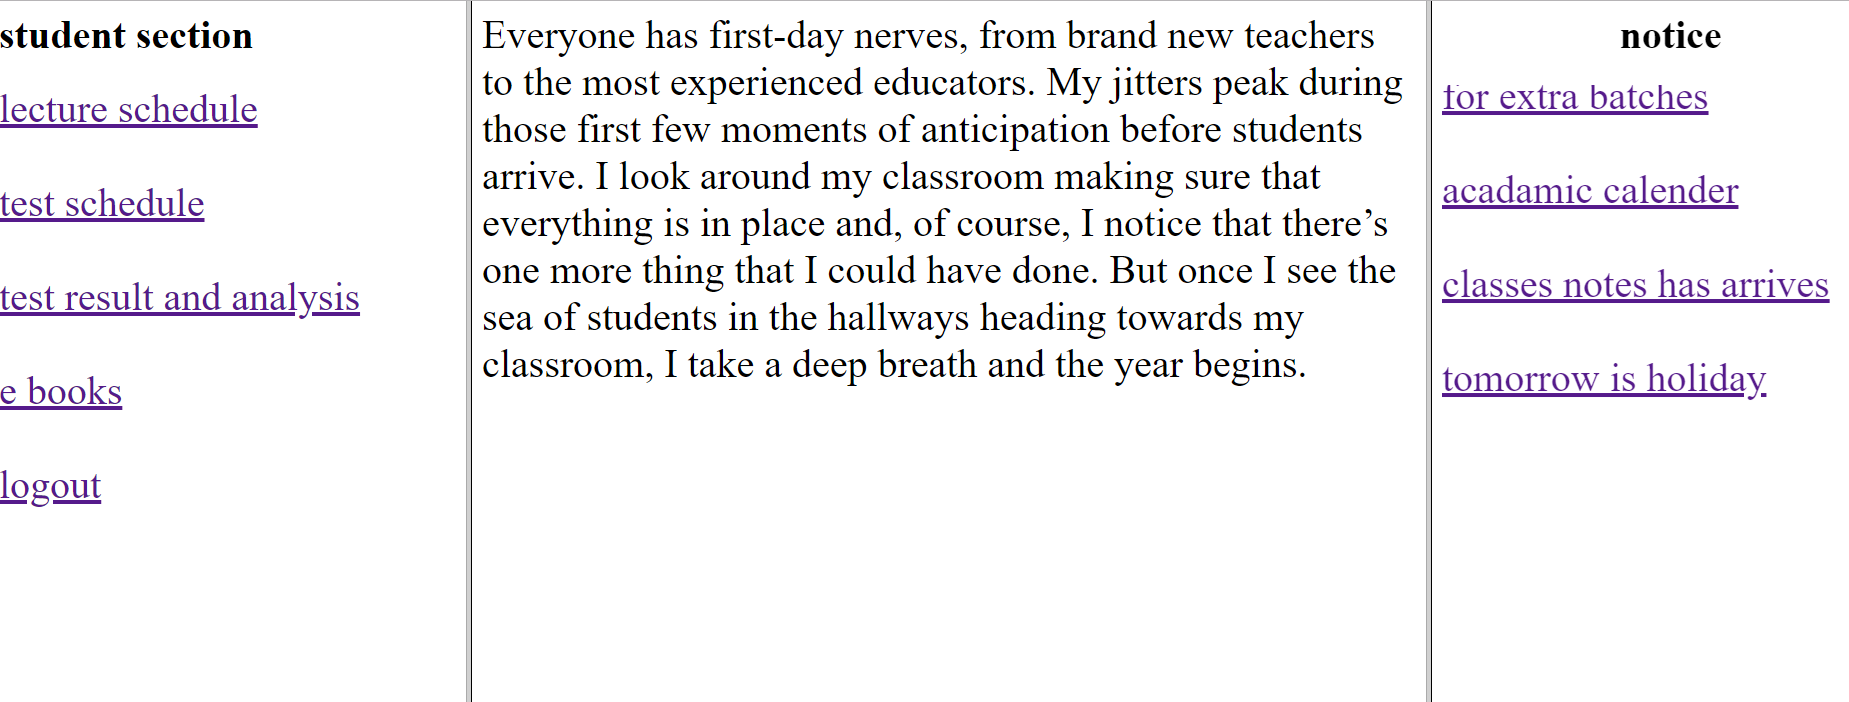 student section
lecture schedule
test schedule
test result and analysis
e books
logout
Everyone has first-day nerves, from brand new teachers
to the most experienced educators. My jitters peak during
those first few moments of anticipation before students
arrive. I look around my classroom making sure that
everything is in place and, of course, I notice that there’s
one more thing that I could have done. But once I see the
sea of students in the hallways heading towards my
classroom, I take a deep breath and the year begins.
notice
for extra batches
acadamic calender
classes notes has arrives
tomorrow is holiday